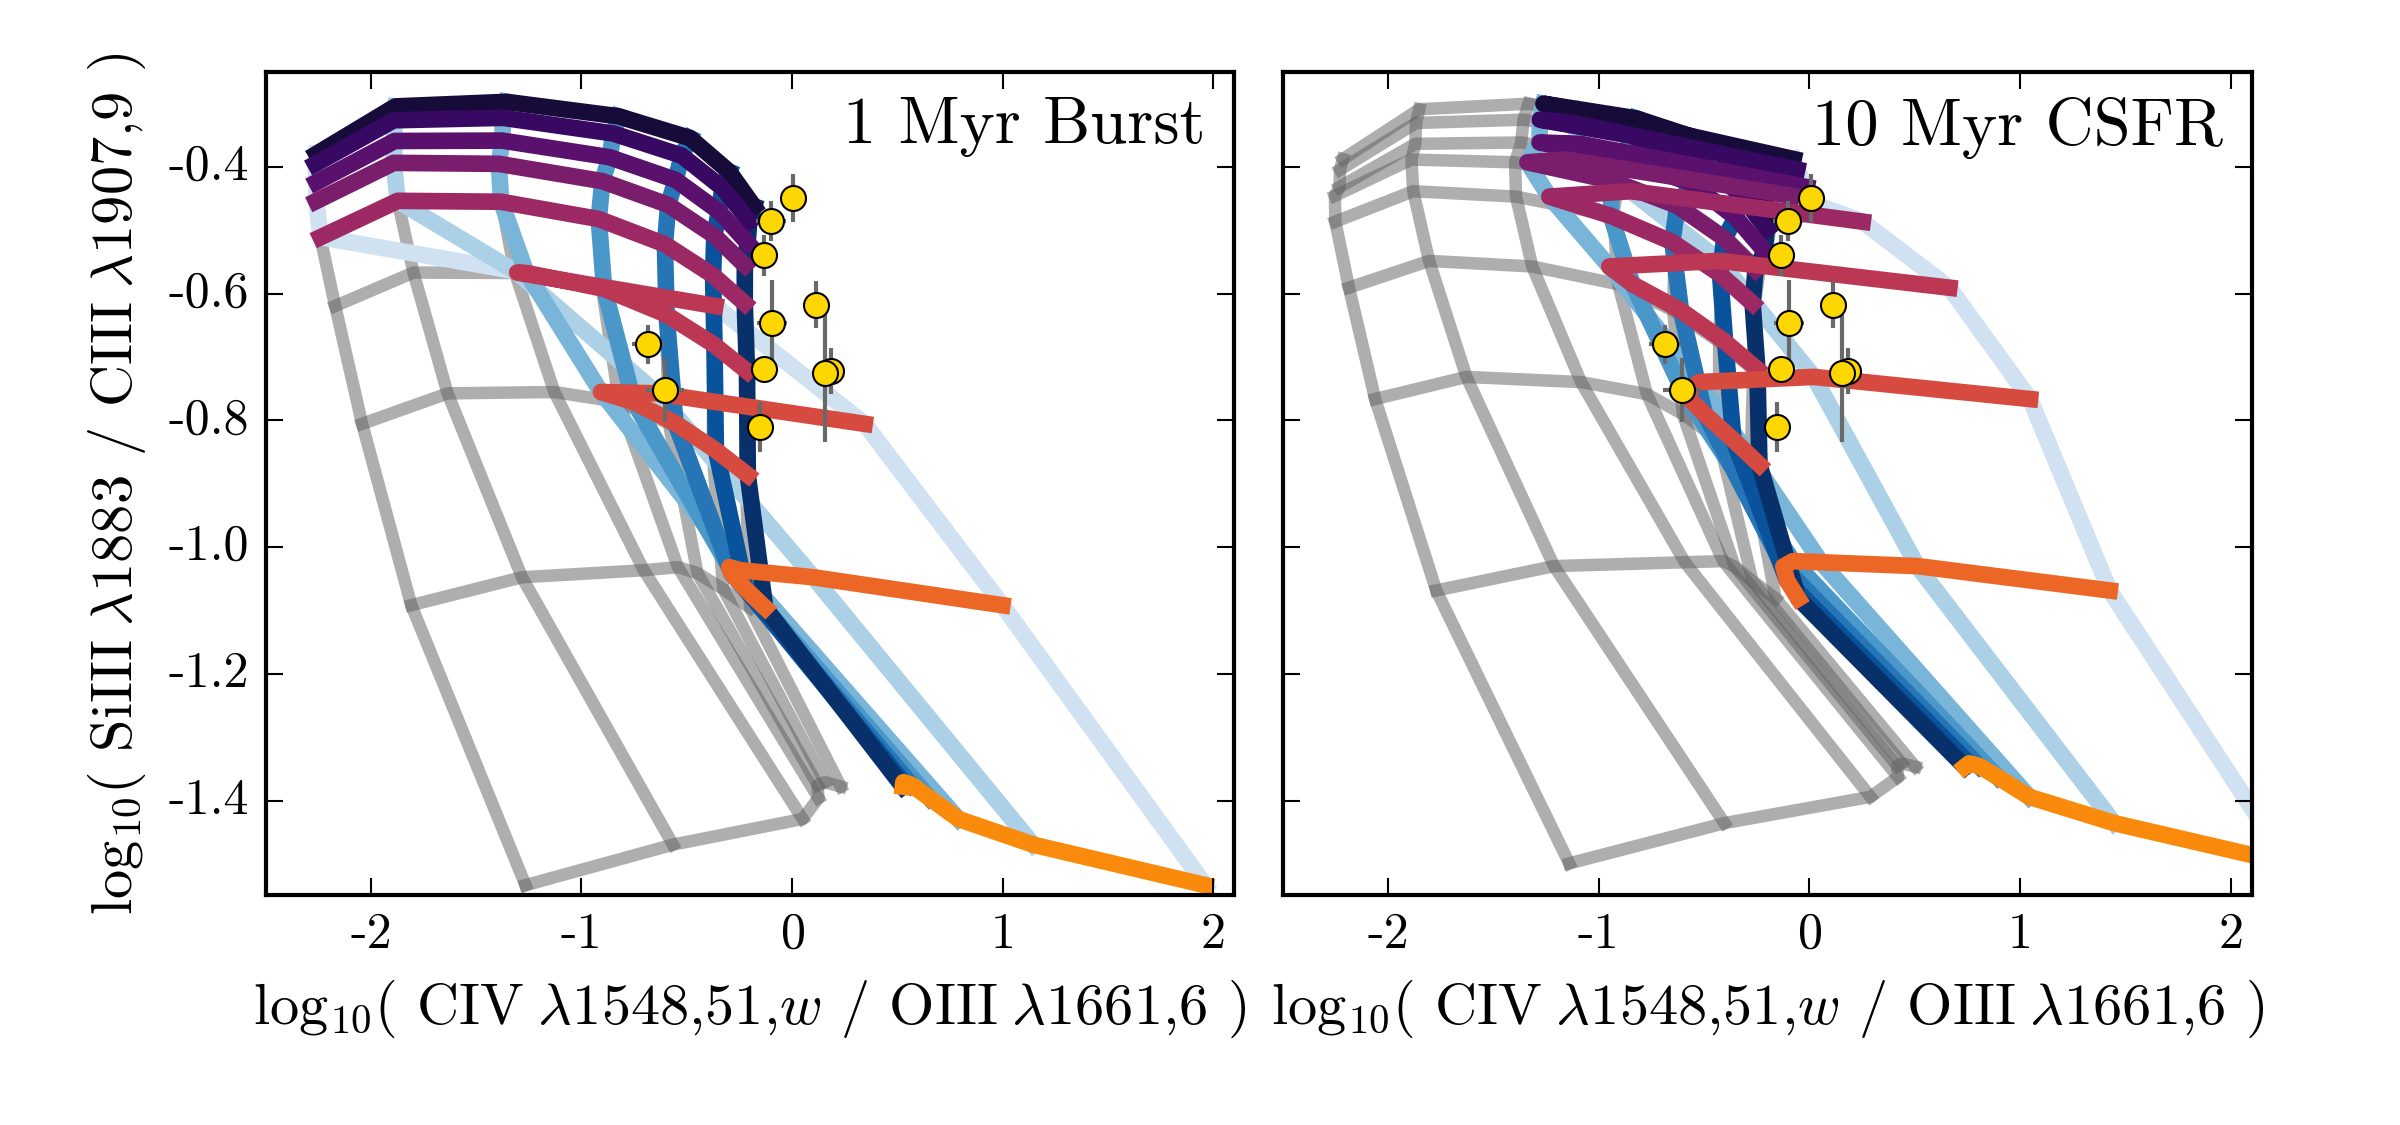 1 Myr Burst
10 Myr CSFR
log10( SiIII λ1883 / CIII λ1907,9 )
-0.4
-0.6
-0.8
-1.0
-1.2
-1.4
-2 -1 0 1 2
-2 -1 0 1 2
log10( CIV λ1548,51,w / OIII λ1661,6 )
log10( CIV λ1548,51,w / OIII λ1661,6 )